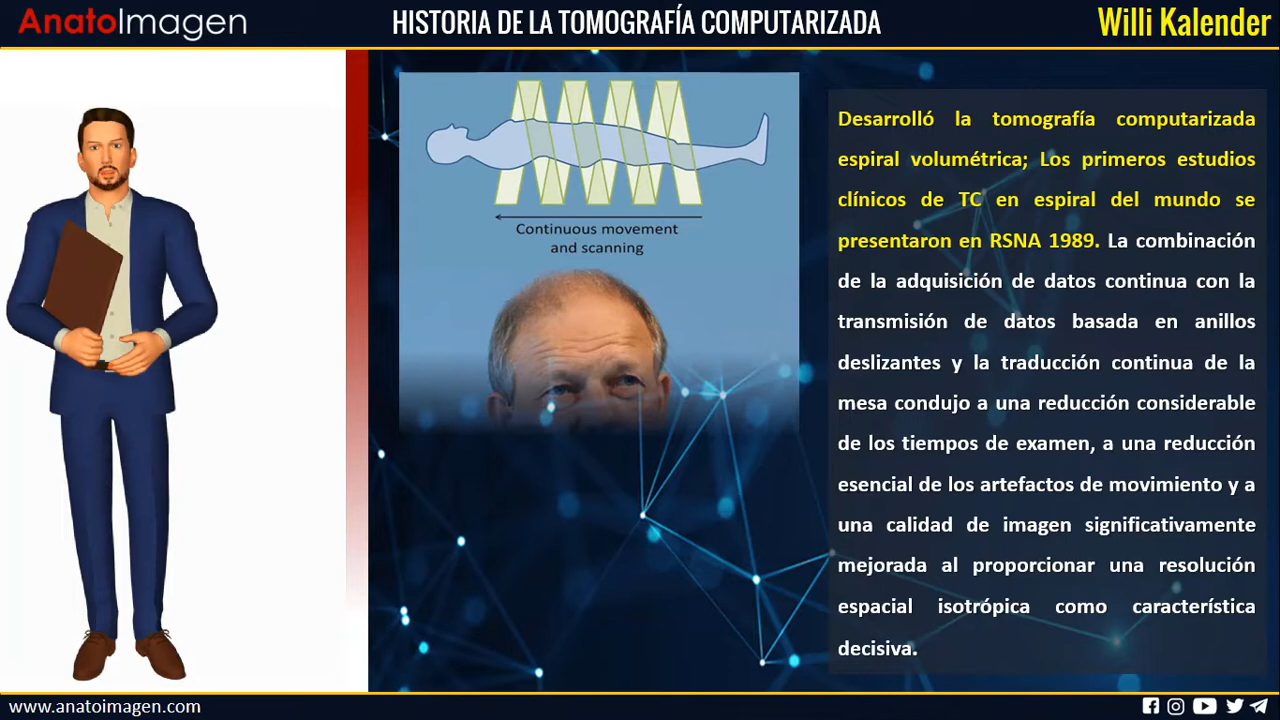 AnatoImagen
HISTORIA DE LA TOMOGRAFÍA COMPUTARIZADA
Willi Kalender
Continuous movement
and scanning
Desarrolló la tomografía computarizada
espiral volumétrica; Los primeros estudios
clínicos de TC en espiral del mundo se
presentaron en RSNA 1989. La combinación
de la adquisición de datos continua con la
transmisión de datos basada en anillos
deslizantes y la traducción continua de la
mesa condujo a una reducción considerable
de los tiempos de examen, a una reducción
esencial de los artefactos de movimiento y a
una calidad de imagen significativamente
mejorada al proporcionar una resolución
espacial isotrópica como característica
decisiva.
www.anatoimagen.com